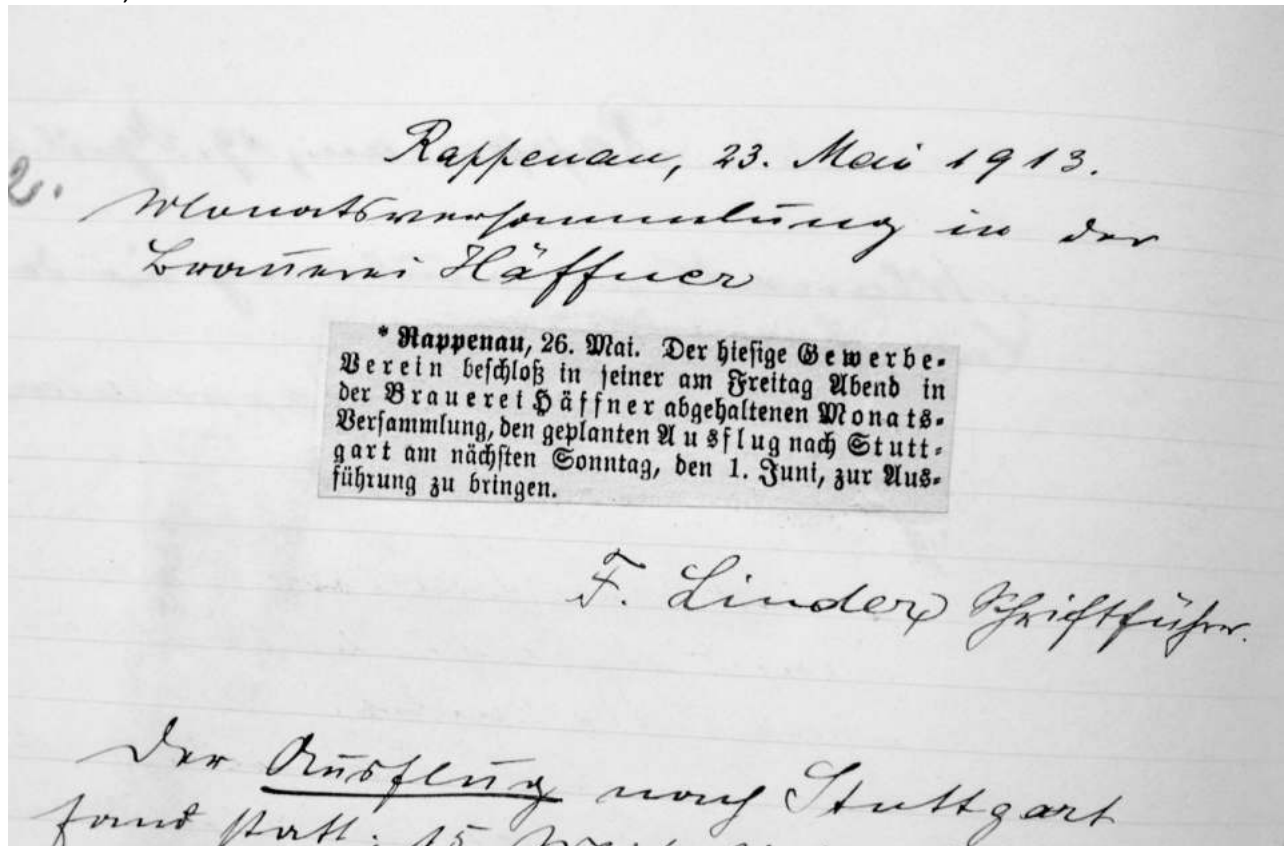 Rappenau, 23. Mai 1913.
2.
Monatsversammlung in der
Brauerei Häffner
* Rappenau, 26. Mai. Der hiesige Gewerbe-
Verein beschloß in seiner am Freitag Abend in
der Brauerei Häffner abgehaltenen Monats-
Versammlung, den geplanten Ausflug nach Stutt-
gart am nächsten Sonntag, den 1. Juni, zur Aus-
führung zu bringen.
F. Linder Schriftführer.
Der Ausflug nach Stuttgart
fand statt. 15